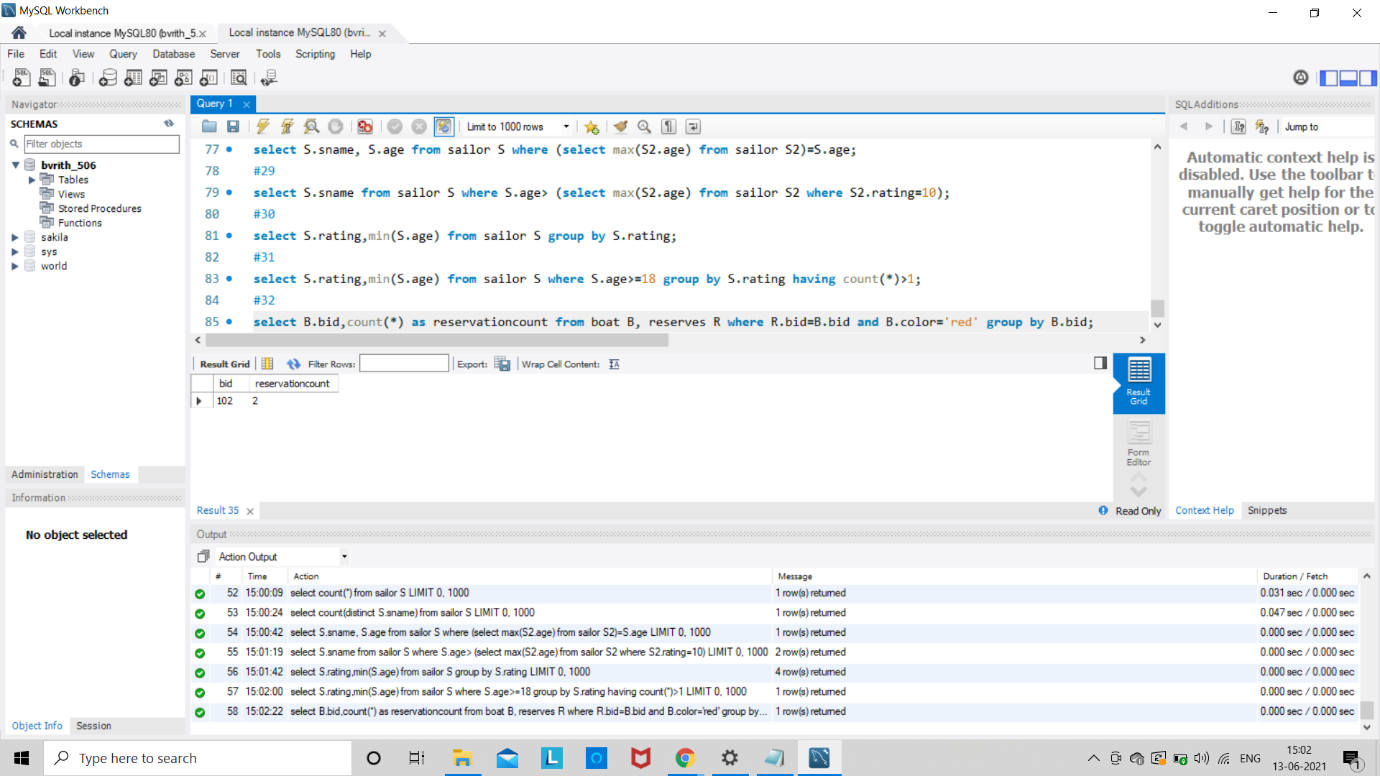 MySQL Workbench
Local instance MySQL80 (bvrith_5.. x Local instance MySQL80 (bvri... x
File Edit View Query Database Server Tools Scripting Help
Navigator
SCHEMAS
Filter objects
bvrith_506
Tables
Views
Stored Procedures
Functions
sakila
sys
world
Administration Schemas
Information
No object selected
Object Info Session
Query 1 x
Limit to 1000 rows
77 select S.sname, S.age from sailor S where (select max(S2.age) from sailor S2)=S.age;
78 #29
79 select S.sname from sailor S where S.age> (select max(S2.age) from sailor S2 where S2.rating=10);
80 #30
81 select S.rating,min(S.age) from sailor S group by S.rating;
82 #31
83 select S.rating,min(S.age) from sailor S where S.age>=18 group by S.rating having count(*)>1;
84 #32
85 select B.bid,count(*) as reservationcount from boat B, reserves R where R.bid=B.bid and B.color='red' group by B.bid;
Result Grid Filter Rows: Export: Wrap Cell Content:
bid reservationcount
102 2
Result
Grid
Form
Editor
Result 35 x Read Only
SQLAdditions
Jump to
Automatic context help is
disabled. Use the toolbar t
manually get help for the
current caret position or to
toggle automatic help.
Context Help Snippets
Output
Action Output
# Time Action Message Duration / Fetch
52 15:00:09 select count(*) from sailor S LIMIT 0, 1000 1 row(s) returned 0.031 sec / 0.000 sec
53 15:00:24 select count(distinct S.sname) from sailor S LIMIT 0, 1000 1 row(s) returned 0.047 sec / 0.000 sec
54 15:00:42 select S.sname, S.age from sailor S where (select max(S2.age) from sailor S2)=S.age LIMIT 0, 1000 1 row(s) returned 0.000 sec / 0.000 sec
55 15:01:19 select S.sname from sailor S where S.age> (select max(S2.age) from sailor S2 where S2.rating=10) LIMIT 0, 1000 2 row(s) returned 0.000 sec / 0.000 sec
56 15:01:42 select S.rating,min(S.age) from sailor S group by S.rating LIMIT 0, 1000 4 row(s) returned 0.000 sec / 0.000 sec
57 15:02:00 select S.rating,min(S.age) from sailor S where S.age>=18 group by S.rating having count(*)>1 LIMIT 0, 1000 1 row(s) returned 0.000 sec / 0.000 sec
58 15:02:22 select B.bid,count(*) as reservationcount from boat B, reserves R where R.bid=B.bid and B.color='red' group by... 1 row(s) returned 0.000 sec / 0.000 sec
Type here to search
L
ENG
15:02
13-06-2021
1